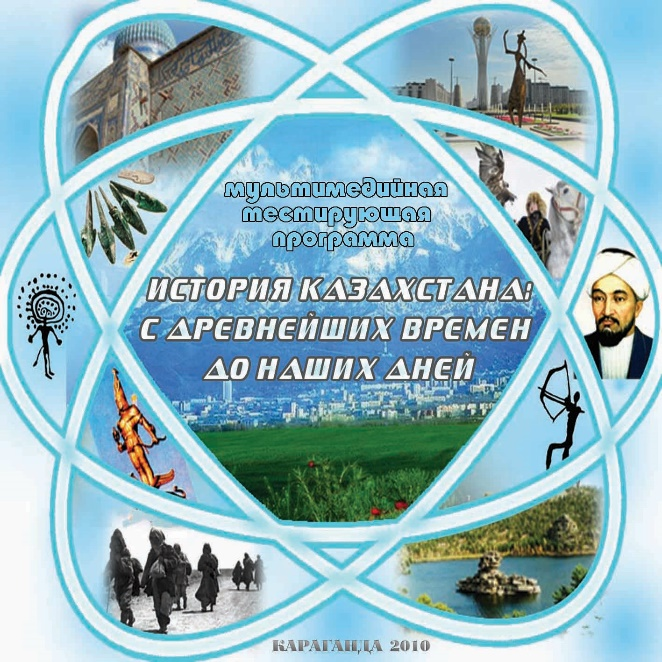 мультимедийная
тестирующая
программа
ИСТОРИЯ КАЗАХСТАНА:
С ДРЕВНЕЙШИХ ВРЕМЕН
ДО НАШИХ ДНЕЙ
КАРАГАНДА 2010